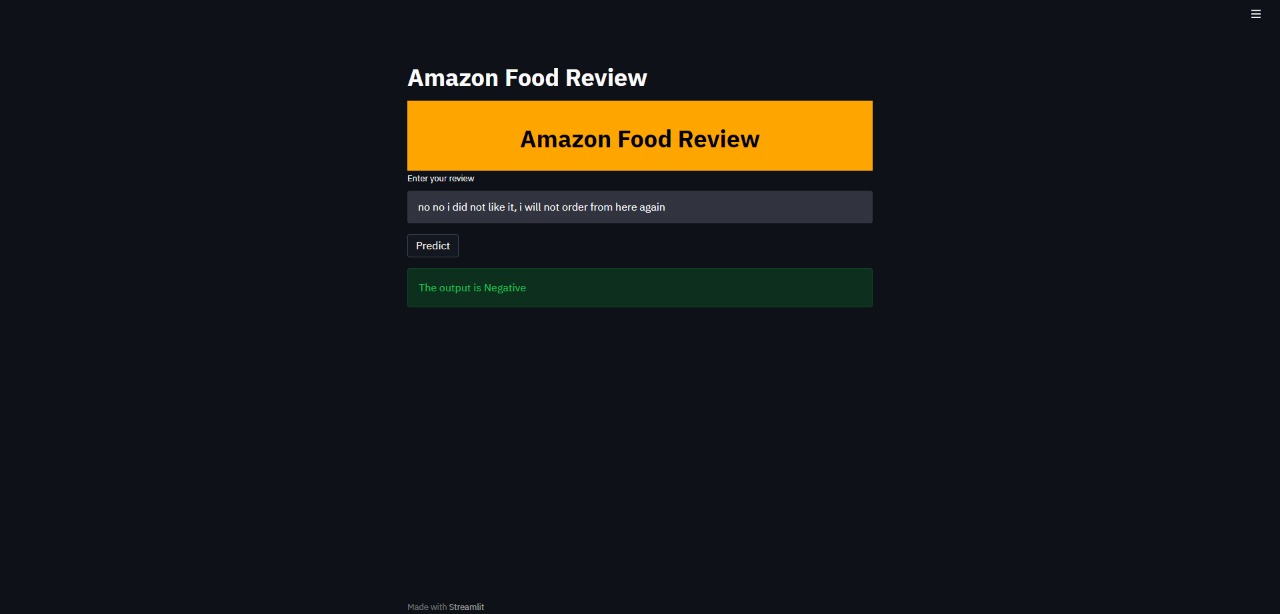 Amazon Food Review
Amazon Food Review
Enter your review
no no i did not like it, i will not order from here again
Predict
The output is Negative
Made with Streamlit